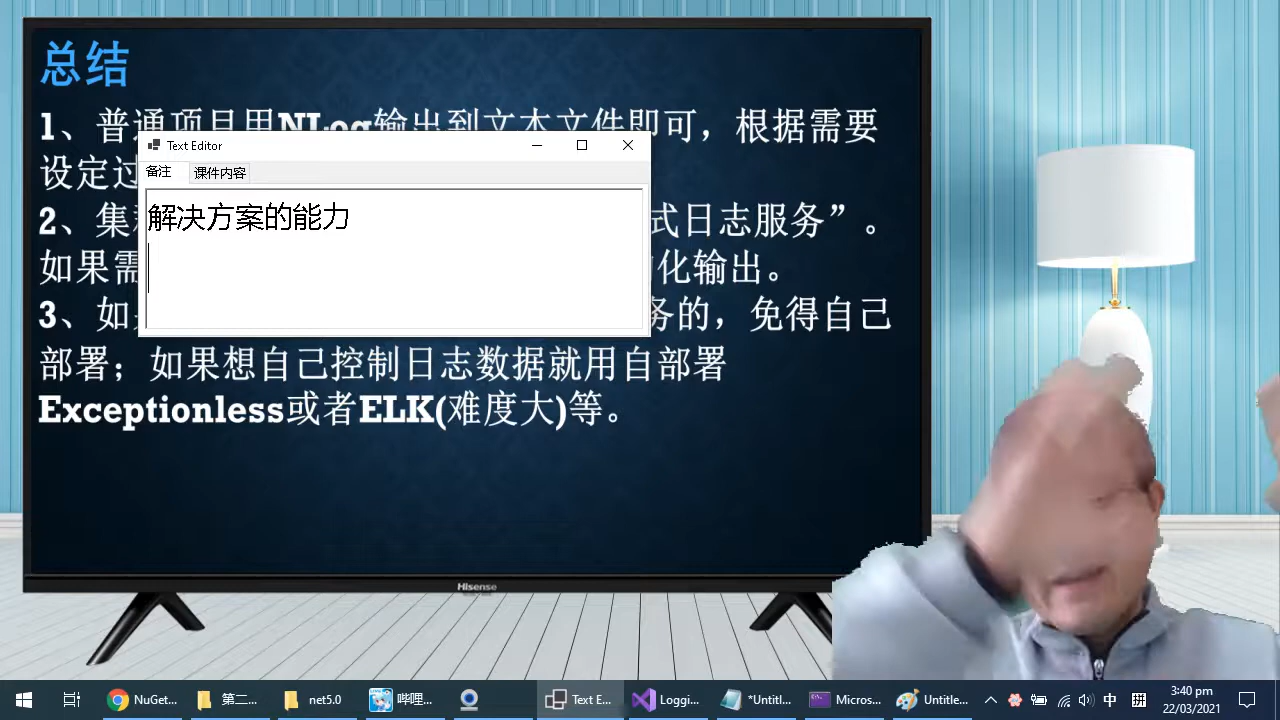 总结
1、普通项目用NLog输出到文本文件即可，根据需要
设定过
2、集 式日志服务”。
如果需 化输出。
3、如 务的，免得自己
部署；如果想自己控制日志数据就用自部署
Exceptionless或者ELK(难度大)等。
Text Editor
备注 课件内容
解决方案的能力
Hisense
NuGet... 第二... net5.0 哔哩... Text E... Loggi... *Untitl... Micros... Untitle... 中 拼 3:40 pm
22/03/2021